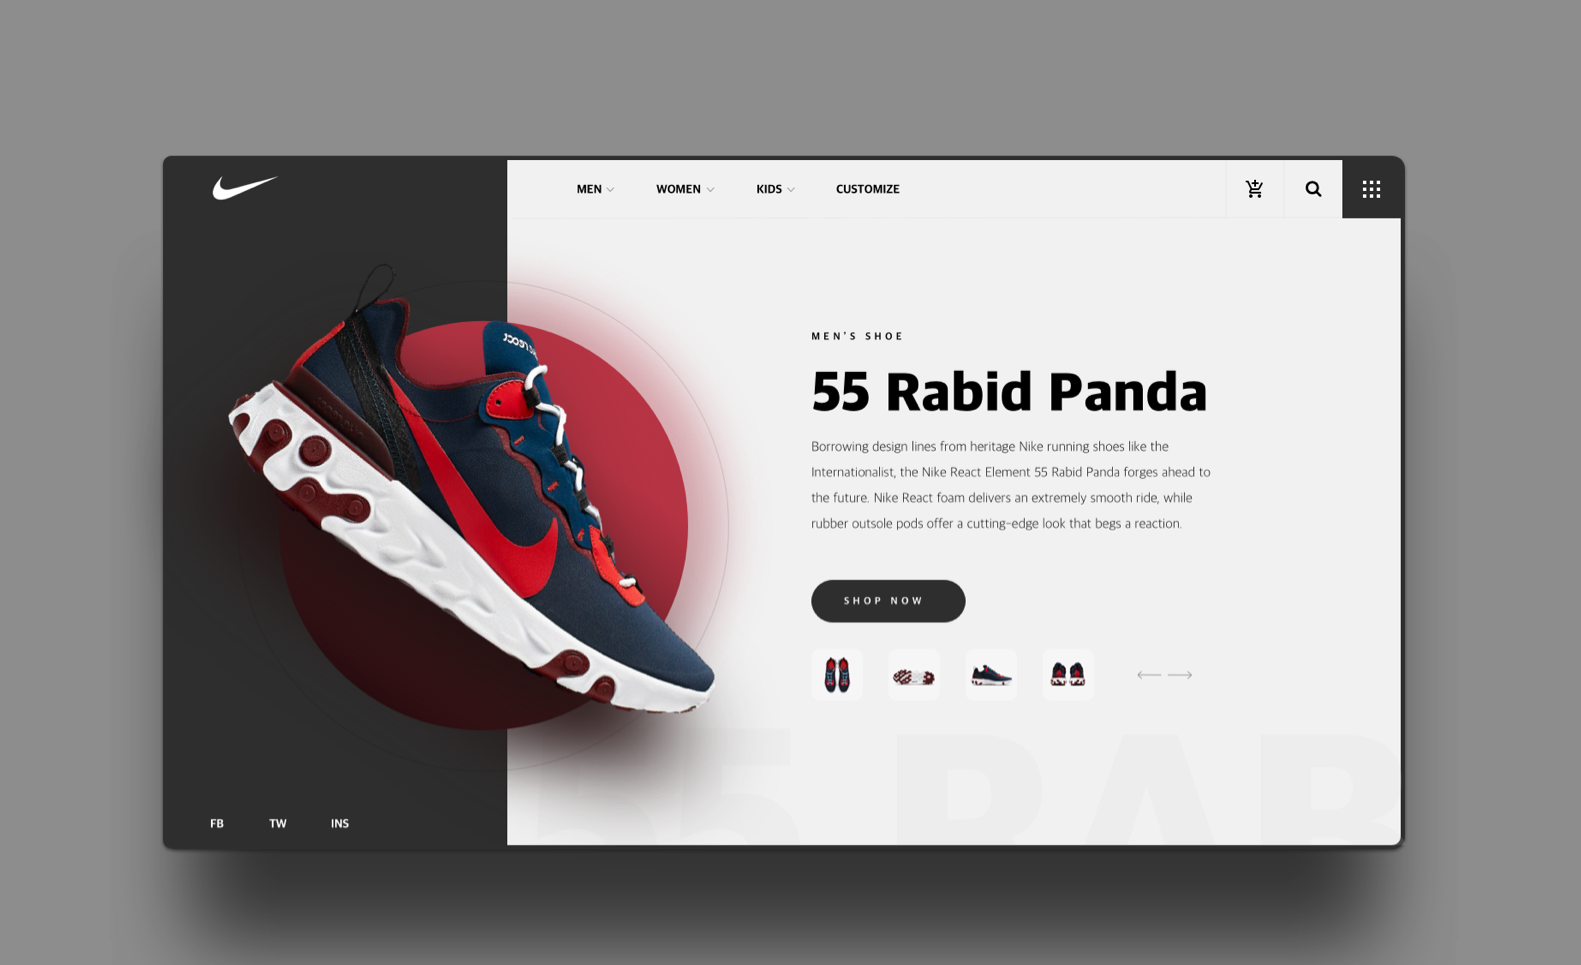 MEN
WOMEN
KIDS
CUSTOMIZE
MEN'S SHOE
55 Rabid Panda
Borrowing design lines from heritage Nike running shoes like the
Internationalist, the Nike React Element 55 Rabid Panda forges ahead to
the future. Nike React foam delivers an extremely smooth ride, while
rubber outsole pods offer a cutting-edge look that begs a reaction.
SHOP NOW
55 RAB
FB
TW
INS